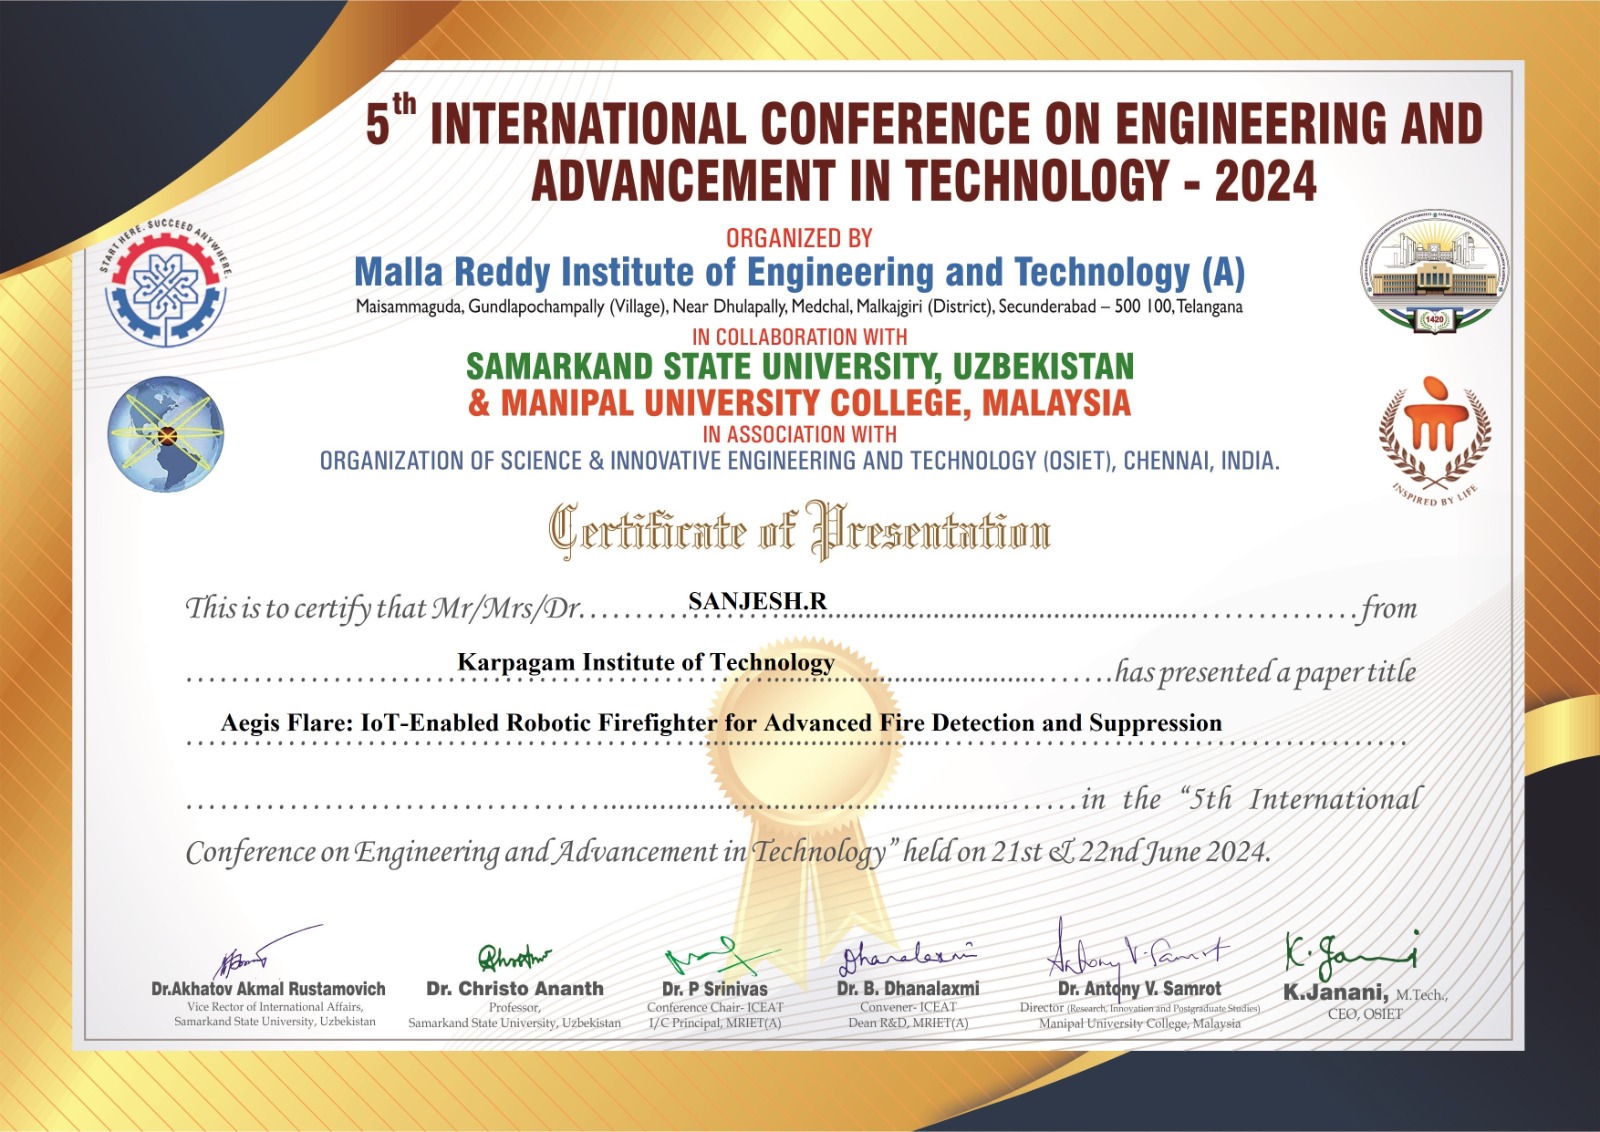 5th INTERNATIONAL CONFERENCE ON ENGINEERING AND
ADVANCEMENT IN TECHNOLOGY - 2024
START HERE. SUCCEED ANYWHERE.
ORGANIZED BY
Malla Reddy Institute of Engineering and Technology (A)
Maisammaguda, Gundlapochampally (Village), Near Dhulapally, Medchal, Malkajgiri (District), Secunderabad – 500 100, Telangana
1420
IN COLLABORATION WITH
SAMARKAND STATE UNIVERSITY, UZBEKISTAN
& MANIPAL UNIVERSITY COLLEGE, MALAYSIA
IN ASSOCIATION WITH
ORGANIZATION OF SCIENCE & INNOVATIVE ENGINEERING AND TECHNOLOGY (OSIET), CHENNAI, INDIA.
INSPIRED BY LIFE
Certificate of Presentation
This is to certify that Mr/Mrs/Dr. SANJESH.R from
Karpagam Institute of Technology has presented a paper title
Aegis Flare: IoT-Enabled Robotic Firefighter for Advanced Fire Detection and Suppression
in the “5th International
Conference on Engineering and Advancement in Technology” held on 21st & 22nd June 2024.
Dhanalaxmi
Antony V. Samrot
K. Janani
Dr.Akhatov Akmal Rustamovich
Vice Rector of International Affairs,
Samarkand State University, Uzbekistan
Dr. Christo Ananth
Professor,
Samarkand State University, Uzbekistan
Dr. P Srinivas
Conference Chair- ICEAT
I/C Principal, MRIET(A)
Dr. B. Dhanalaxmi
Convener- ICEAT
Dean R&D, MRIET(A)
Dr. Antony V. Samrot
Director (Research, Innovation and Postgraduate Studies)
Manipal University College, Malaysia
K.Janani, M.Tech.,
CEO, OSIET